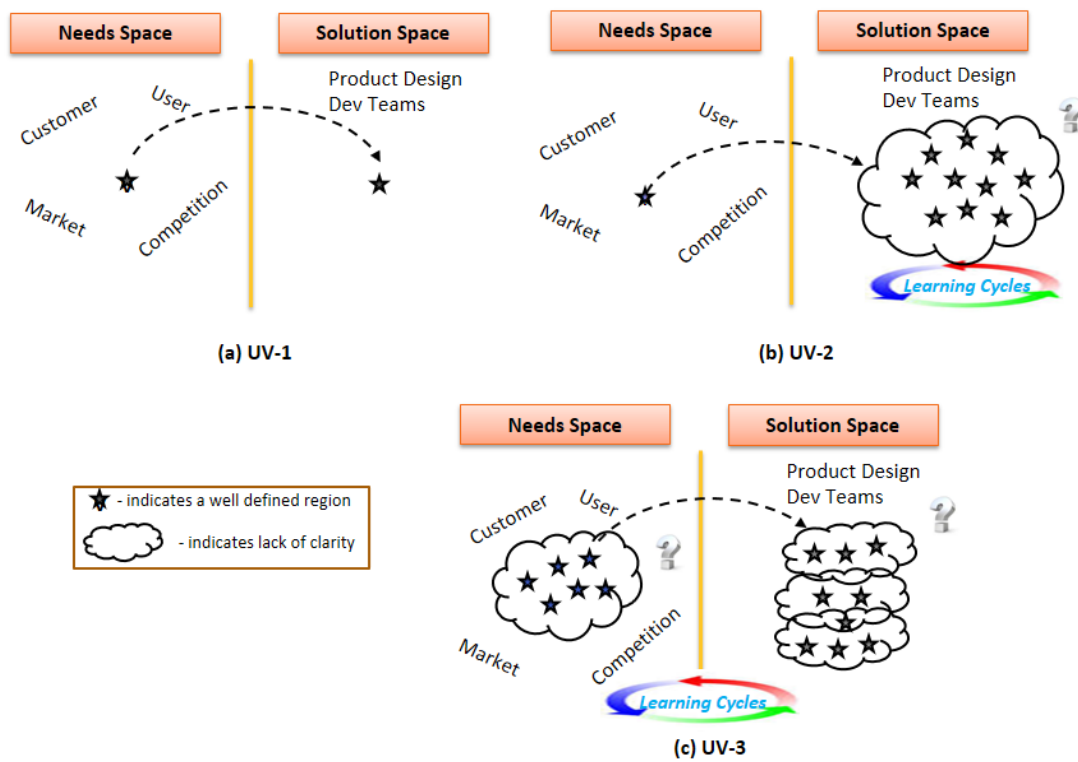 Needs Space
Solution Space
Product Design
Dev Teams
User
Customer
Market
Competition
(a) UV-1
Needs Space
Solution Space
Product Design
Dev Teams
?
User
Customer
Market
Competition
Learning Cycles
(b) UV-2
Needs Space
Solution Space
Product Design
Dev Teams
?
User
Customer
?
Market
Competition
Learning Cycles
(c) UV-3
- indicates a well defined region
- indicates lack of clarity